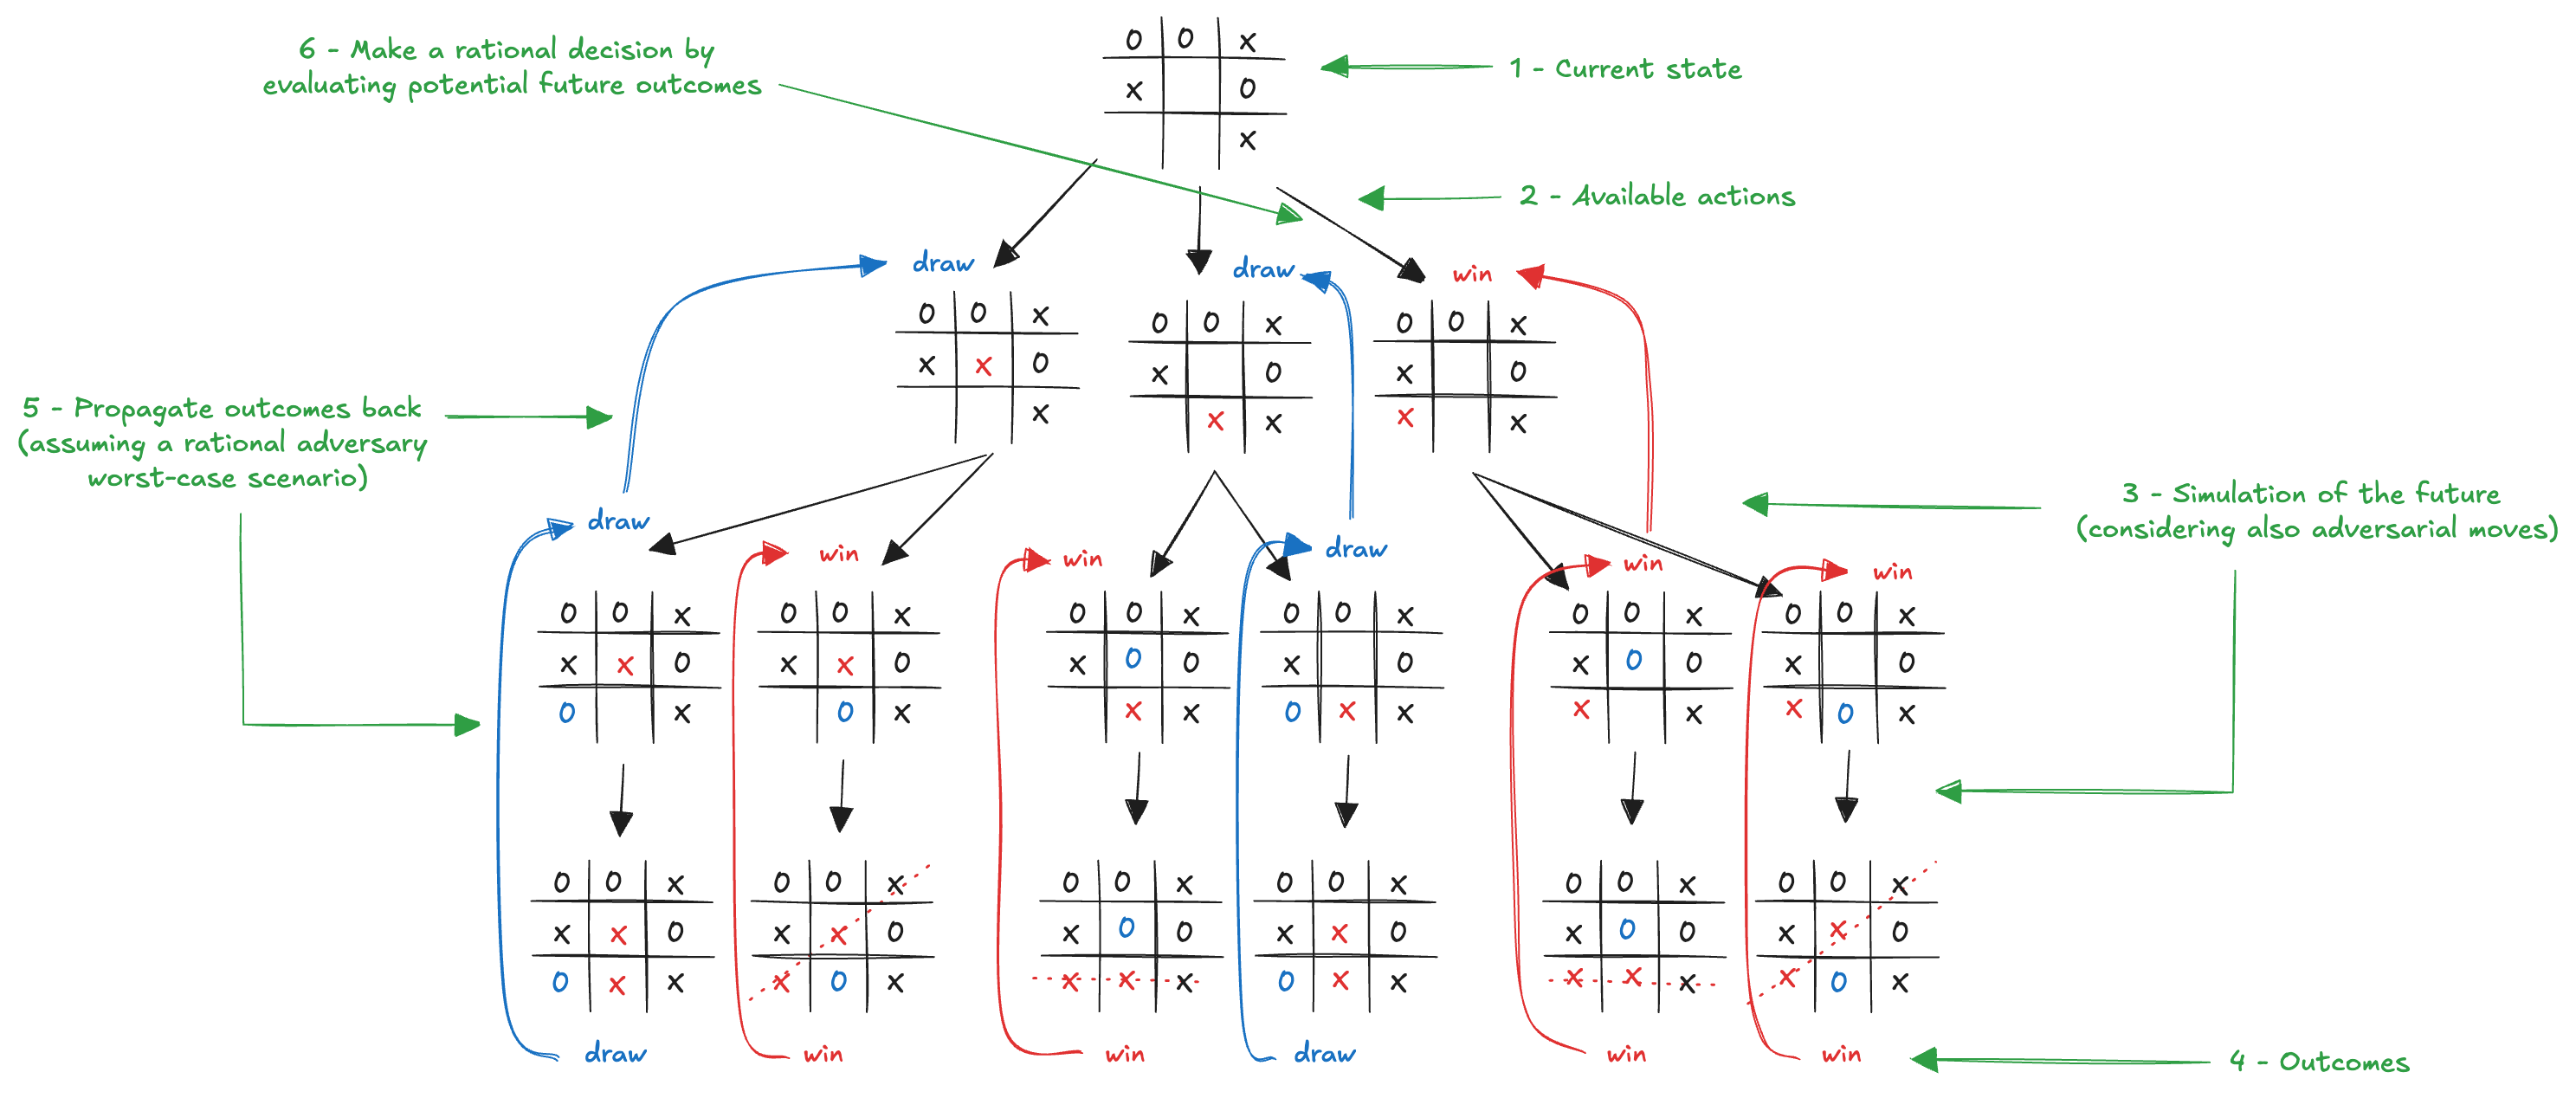 6 - Make a rational decision by
evaluating potential future outcomes
O O X
X O
X
1 - Current state
2 - Available actions
draw
draw
win
O O X
X X O
X
O O X
X O
X X
O O X
X O
X X
5 - Propagate outcomes back
(assuming a rational adversary
worst-case scenario)
3 - Simulation of the future
(considering also adversarial moves)
draw
win
win
draw
win
win
O O X
X X O
O X
O O X
X X O
O X
O O X
X O O
X X
O O X
X O
O X X
O O X
X O O
X X
O O X
X O
X O X
O O X
X X O
O X X
O O X
X X O
X O X
O O X
X O O
X X X
O O X
X X O
O X X
O O X
X O O
X X X
O O X
X X O
X O X
draw
win
win
draw
win
win
4 - Outcomes